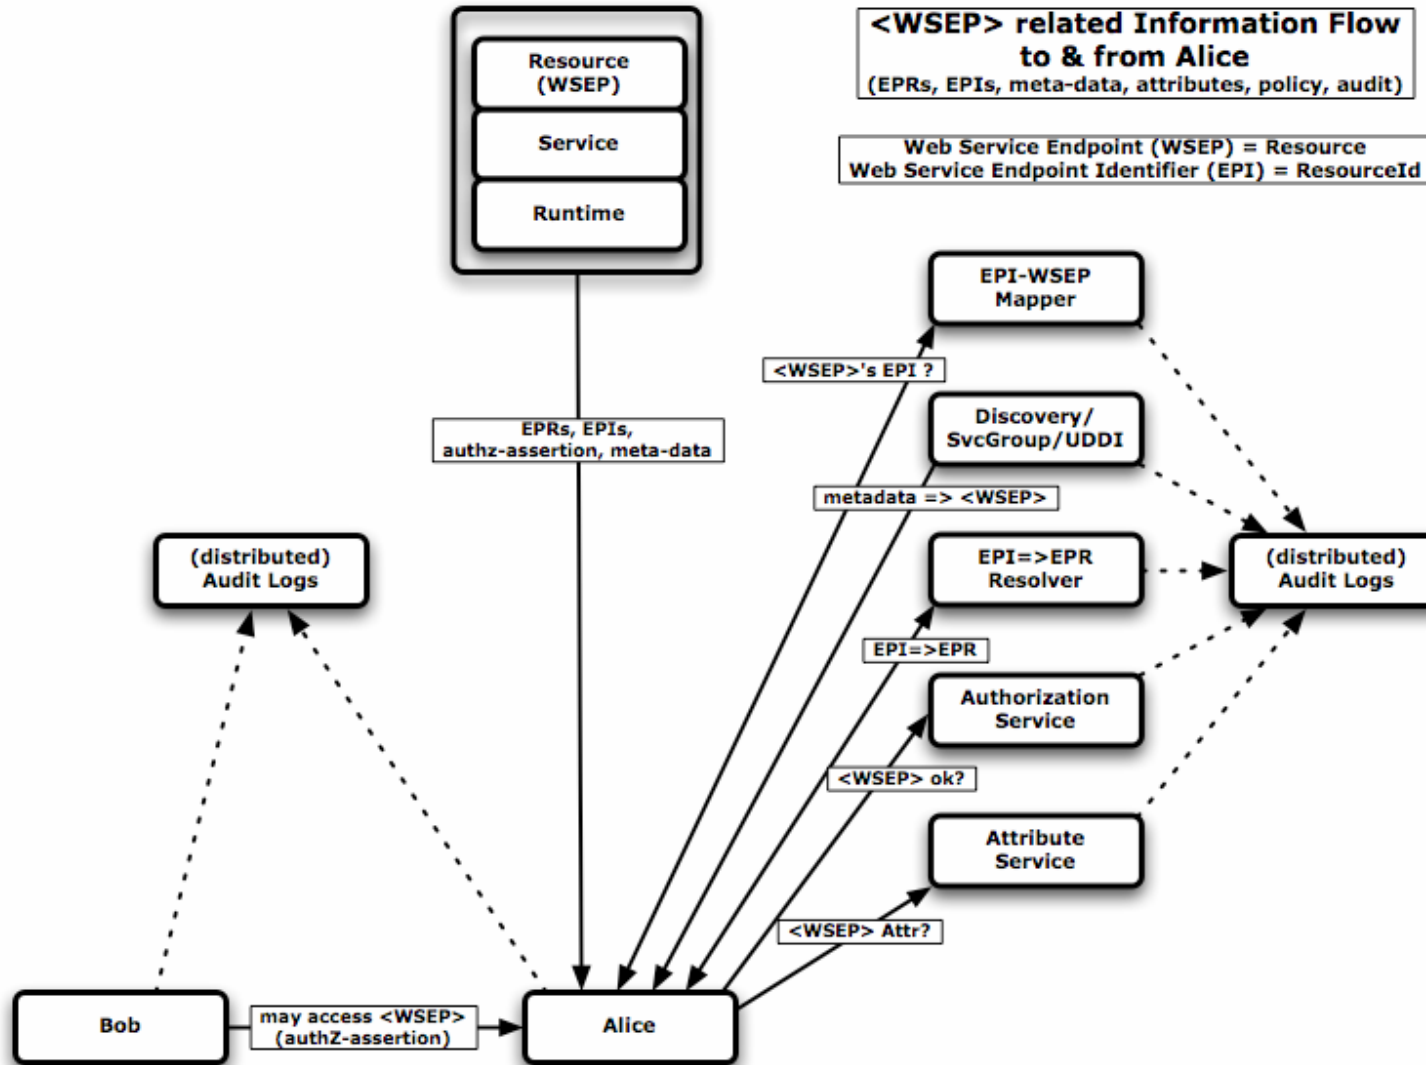 <WSEP> related Information Flow
to & from Alice
(EPRs, EPIs, meta-data, attributes, policy, audit)
Web Service Endpoint (WSEP) = Resource
Web Service Endpoint Identifier (EPI) = ResourceId
Resource
(WSEP)
Service
Runtime
EPI-WSEP
Mapper
<WSEP>'s EPI ?
Discovery/
SvcGroup/UDDI
EPRs, EPIs,
authz-assertion, meta-data
metadata => <WSEP>
(distributed)
Audit Logs
EPI=>EPR
Resolver
(distributed)
Audit Logs
EPI=>EPR
Authorization
Service
<WSEP> ok?
Attribute
Service
<WSEP> Attr?
Bob
may access <WSEP>
(authZ-assertion)
Alice